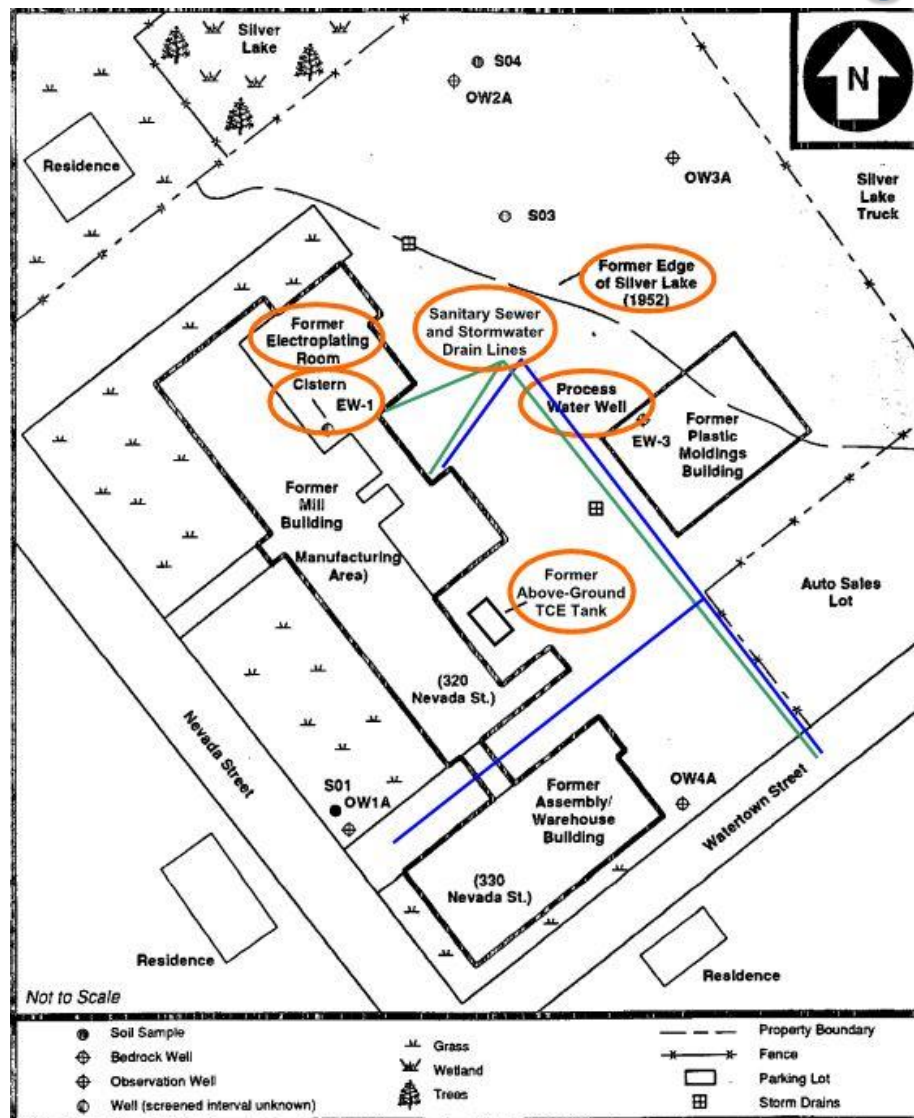 Silver
Lake
S04
OW2A
N
Residence
OW3A
Silver
Lake
Truck
S03
Former Edge
of Silver Lake
(1952)
Former
Electroplating
Room
Sanitary Sewer
and Stormwater
Drain Lines
Cistern
EW-1
Process
Water Well
EW-3
Former
Plastic
Moldings
Building
Former
Mill
Building
Manufacturing
Area)
Former
Above-Ground
TCE Tank
Auto Sales
Lot
(320
Nevada St.)
Nevada Street
S01
OW1A
Former
Assembly/
Warehouse
Building
OW4A
Watertown Street
(330
Nevada St.)
Residence
Residence
Not to Scale
Soil Sample
Bedrock Well
Observation Well
Well (screened interval unknown)
Grass
Wetland
Trees
Property Boundary
Fence
Parking Lot
Storm Drains